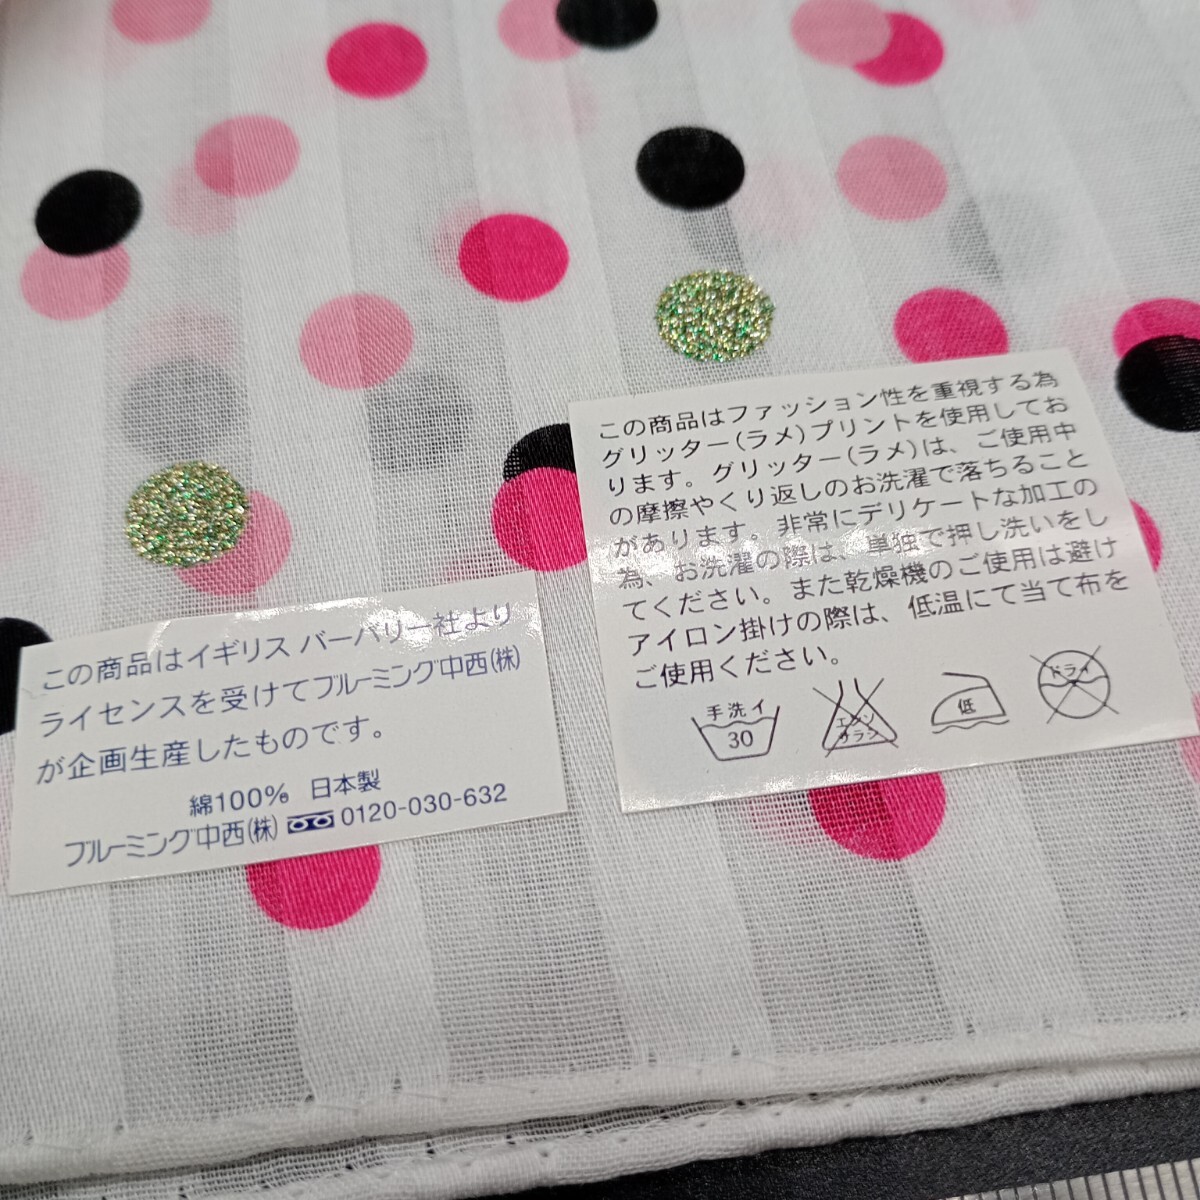 この商品はイギリス バーバリー社より
ライセンスを受けてブルーミング中西(株)
が企画生産したものです。
綿100% 日本製
ブルーミング中西(株) 0120-030-632
この商品はファッション性を重視する為
グリッター(ラメ)プリントを使用してお
ります。グリッター(ラメ)は、ご使用中
の摩擦やくり返しのお洗濯で落ちること
があります。非常にデリケートな加工の
為、お洗濯の際は、単独で押し洗いをし
てください。また乾燥機のご使用は避け
アイロン掛けの際は、低温にて当て布を
ご使用ください。
手洗イ
30
エンソ
サラシ
低
ドライ